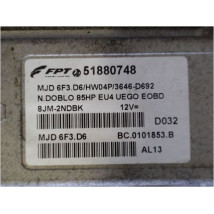 FPT 51880748
MJD 6F3.D6/HW04P/3646-D692
N.DOBLO 85HP EU4 UEGO EOBD
8JM-2NDBK 12V=
D032
MJD 6F3.D6 BC.0101853.B
AL13